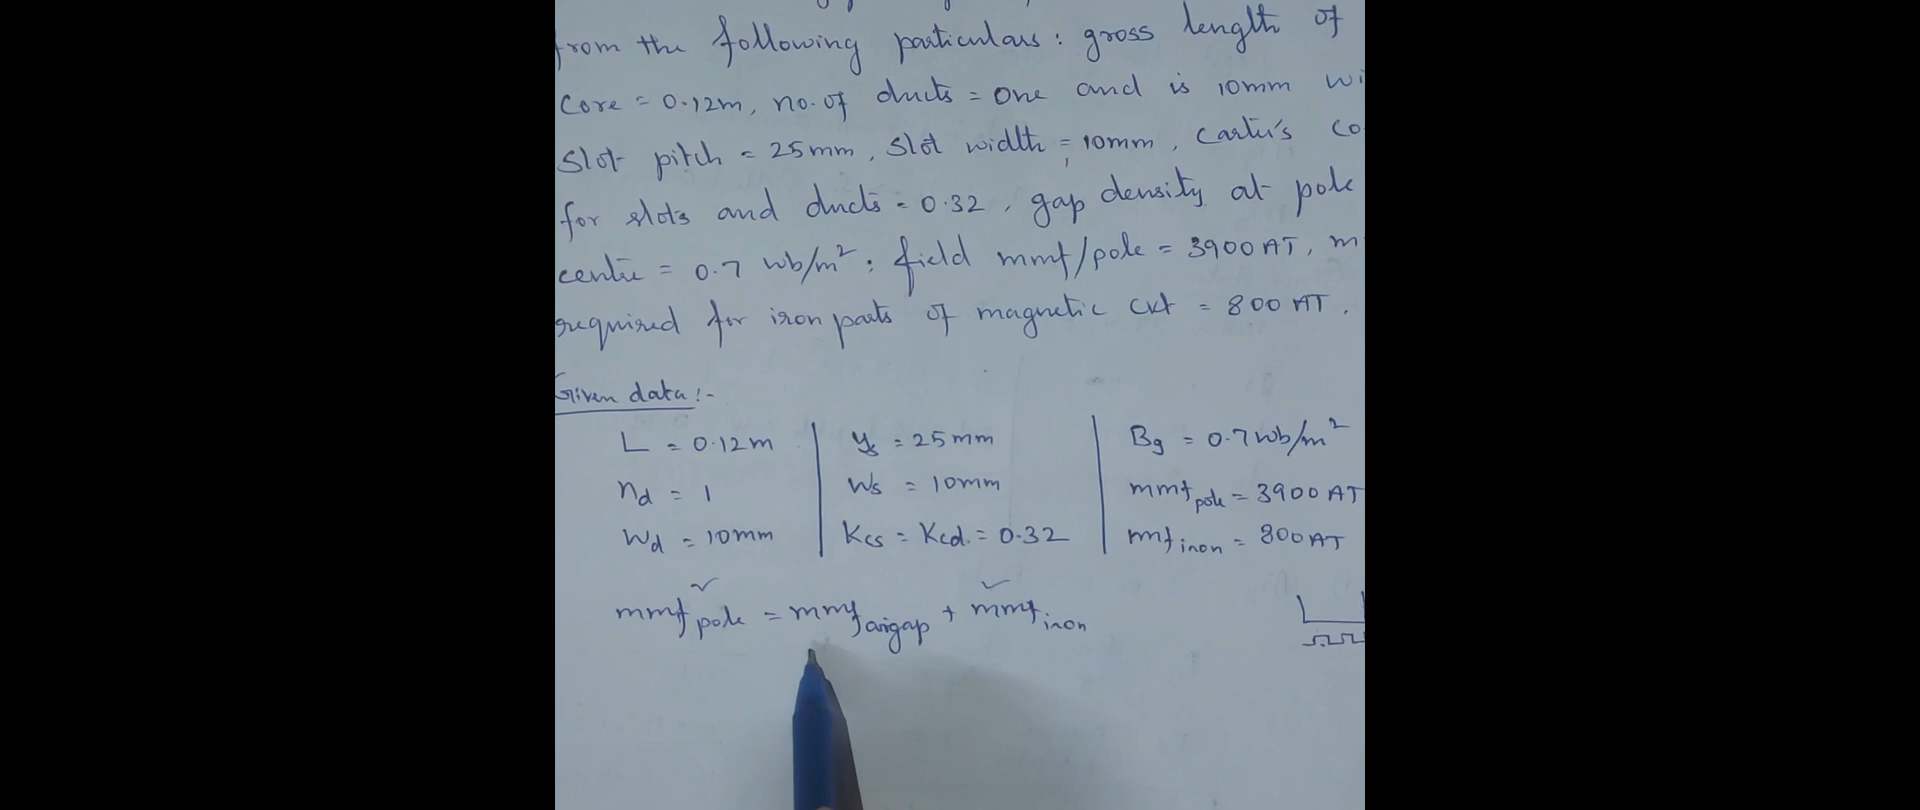 from the following particulars : gross length of
Core = 0.12m, no. of ducts = One and is 10mm wi
slot pitch = 25mm, slot width = 10mm, Carter's co
for slots and ducts = 0.32, gap density at pole
centre = 0.7 wb/m²; field mmf/pole = 3900 AT, m
required for iron parts of magnetic ckt = 800 AT.
Given data:-
L = 0.12m
nd = 1
Wd = 10mm
ys = 25mm
Ws = 10mm
Kcs = Kcd = 0.32
Bg = 0.7 wb/m²
mmf pole = 3900 AT
mmf iron = 800 AT
mmf pole = mmf airgap + mmf iron